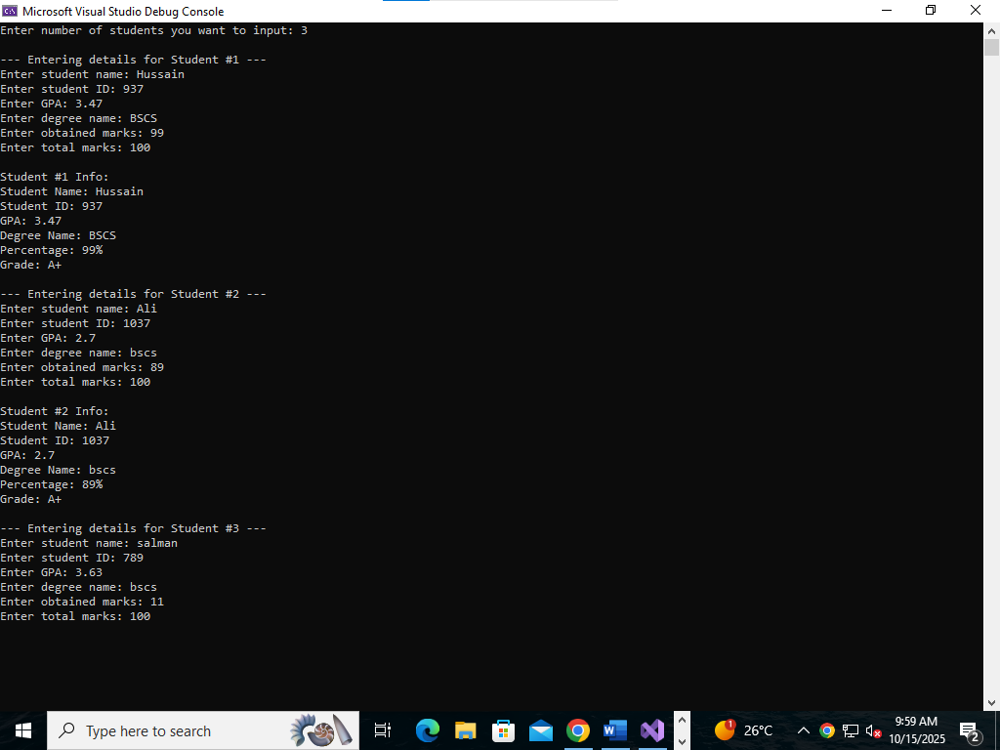 Microsoft Visual Studio Debug Console
Enter number of students you want to input: 3
--- Entering details for Student #1 ---
Enter student name: Hussain
Enter student ID: 937
Enter GPA: 3.47
Enter degree name: BSCS
Enter obtained marks: 99
Enter total marks: 100
Student #1 Info:
Student Name: Hussain
Student ID: 937
GPA: 3.47
Degree Name: BSCS
Percentage: 99%
Grade: A+
--- Entering details for Student #2 ---
Enter student name: Ali
Enter student ID: 1037
Enter GPA: 2.7
Enter degree name: bscs
Enter obtained marks: 89
Enter total marks: 100
Student #2 Info:
Student Name: Ali
Student ID: 1037
GPA: 2.7
Degree Name: bscs
Percentage: 89%
Grade: A+
--- Entering details for Student #3 ---
Enter student name: salman
Enter student ID: 789
Enter GPA: 3.63
Enter degree name: bscs
Enter obtained marks: 11
Enter total marks: 100
Type here to search
1
26°C
9:59 AM
10/15/2025
2